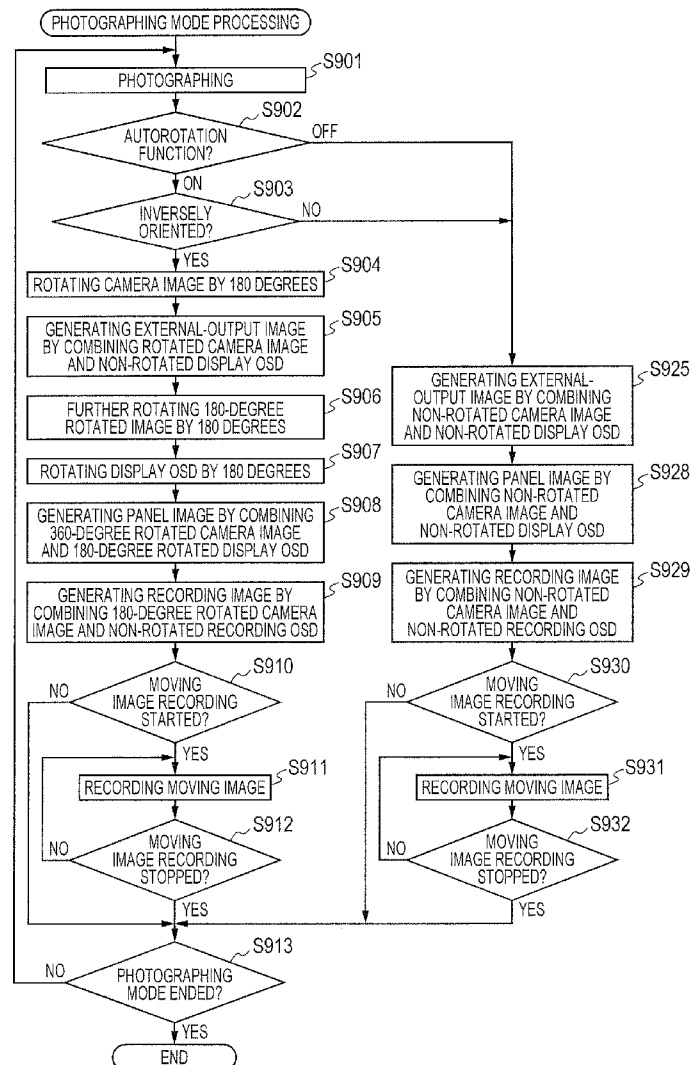 PHOTOGRAPHING MODE PROCESSING
S901
PHOTOGRAPHING
S902
AUTOROTATION
FUNCTION?
OFF
ON
S903
INVERSELY
ORIENTED?
NO
YES
S904
ROTATING CAMERA IMAGE BY 180 DEGREES
S905
GENERATING EXTERNAL-OUTPUT IMAGE
BY COMBINING ROTATED CAMERA IMAGE
AND NON-ROTATED DISPLAY OSD
S906
FURTHER ROTATING 180-DEGREE
ROTATED IMAGE BY 180 DEGREES
S907
ROTATING DISPLAY OSD BY 180 DEGREES
S908
GENERATING PANEL IMAGE BY COMBINING
360-DEGREE ROTATED CAMERA IMAGE
AND 180-DEGREE ROTATED DISPLAY OSD
S909
GENERATING RECORDING IMAGE BY
COMBINING 180-DEGREE ROTATED CAMERA
IMAGE AND NON-ROTATED RECORDING OSD
S910
NO
MOVING
IMAGE RECORDING
STARTED?
YES
S911
RECORDING MOVING IMAGE
S912
NO
MOVING
IMAGE RECORDING
STOPPED?
YES
S925
GENERATING EXTERNAL-
OUTPUT IMAGE BY COMBINING
NON-ROTATED CAMERA IMAGE
AND NON-ROTATED DISPLAY OSD
S928
GENERATING PANEL IMAGE BY
COMBINING NON-ROTATED
CAMERA IMAGE AND
NON-ROTATED DISPLAY OSD
S929
GENERATING RECORDING IMAGE
BY COMBINING NON-ROTATED
CAMERA IMAGE AND
NON-ROTATED RECORDING OSD
S930
NO
MOVING
IMAGE RECORDING
STARTED?
YES
S931
RECORDING MOVING IMAGE
S932
NO
MOVING
IMAGE RECORDING
STOPPED?
YES
S913
NO
PHOTOGRAPHING
MODE ENDED?
YES
END